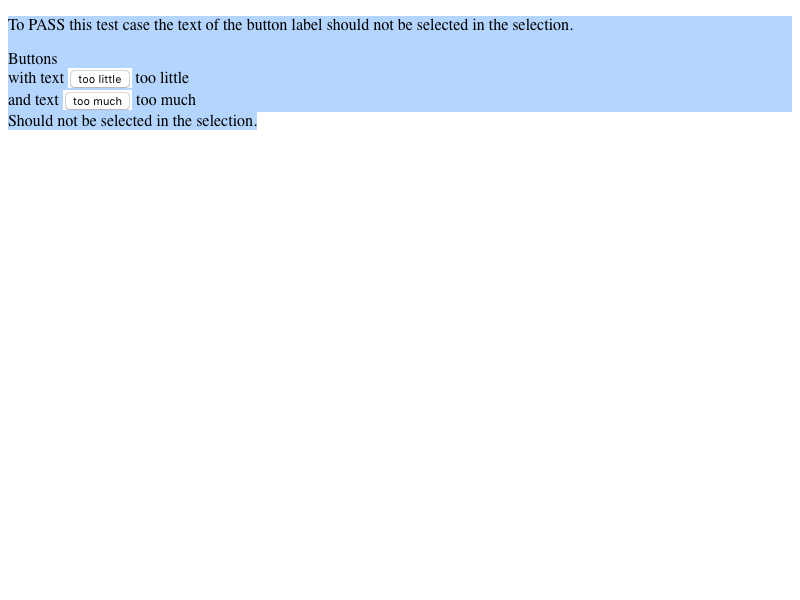 To PASS this test case the text of the button label should not be selected in the selection.
Buttons
with text too little too little
and text too much too much
Should not be selected in the selection.